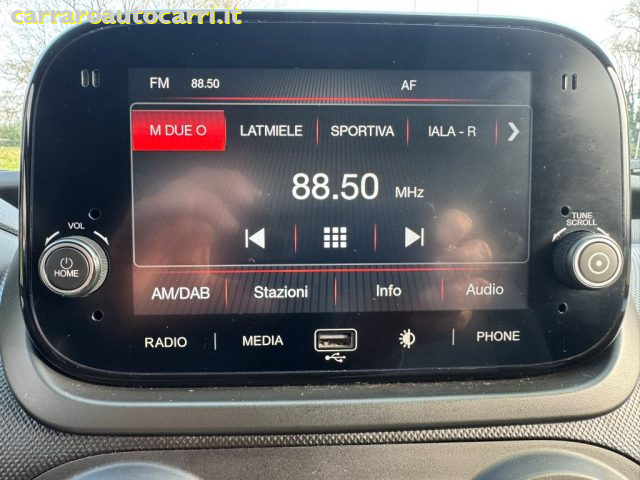 carraroautocarri.it
FM 88.50 AF
M DUE O LATMIELE SPORTIVA IALA - R
88.50 MHz
VOL
TUNE
SCROLL
HOME
AM/DAB Stazioni Info Audio
RADIO MEDIA PHONE